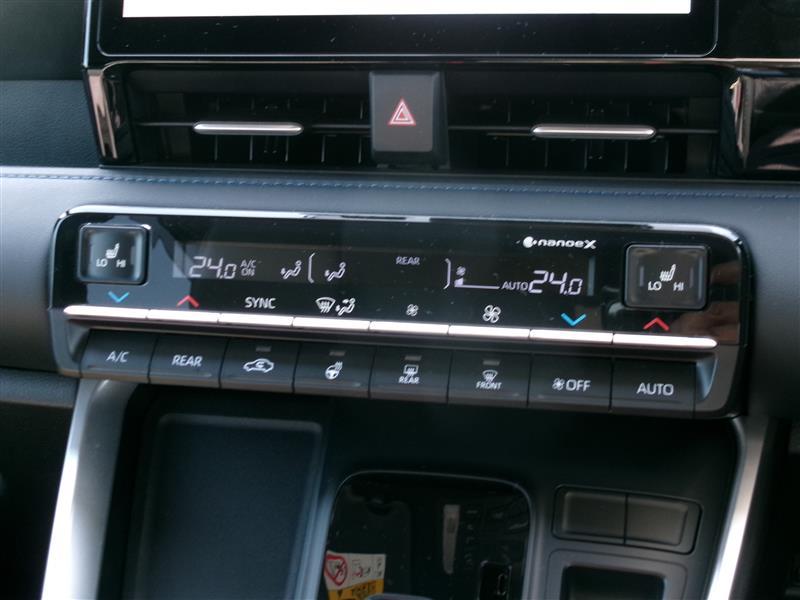 nanoeX
LO HI
24.0 A/C ON
REAR
AUTO 24.0
LO HI
SYNC
A/C
REAR
REAR
FRONT
OFF
AUTO